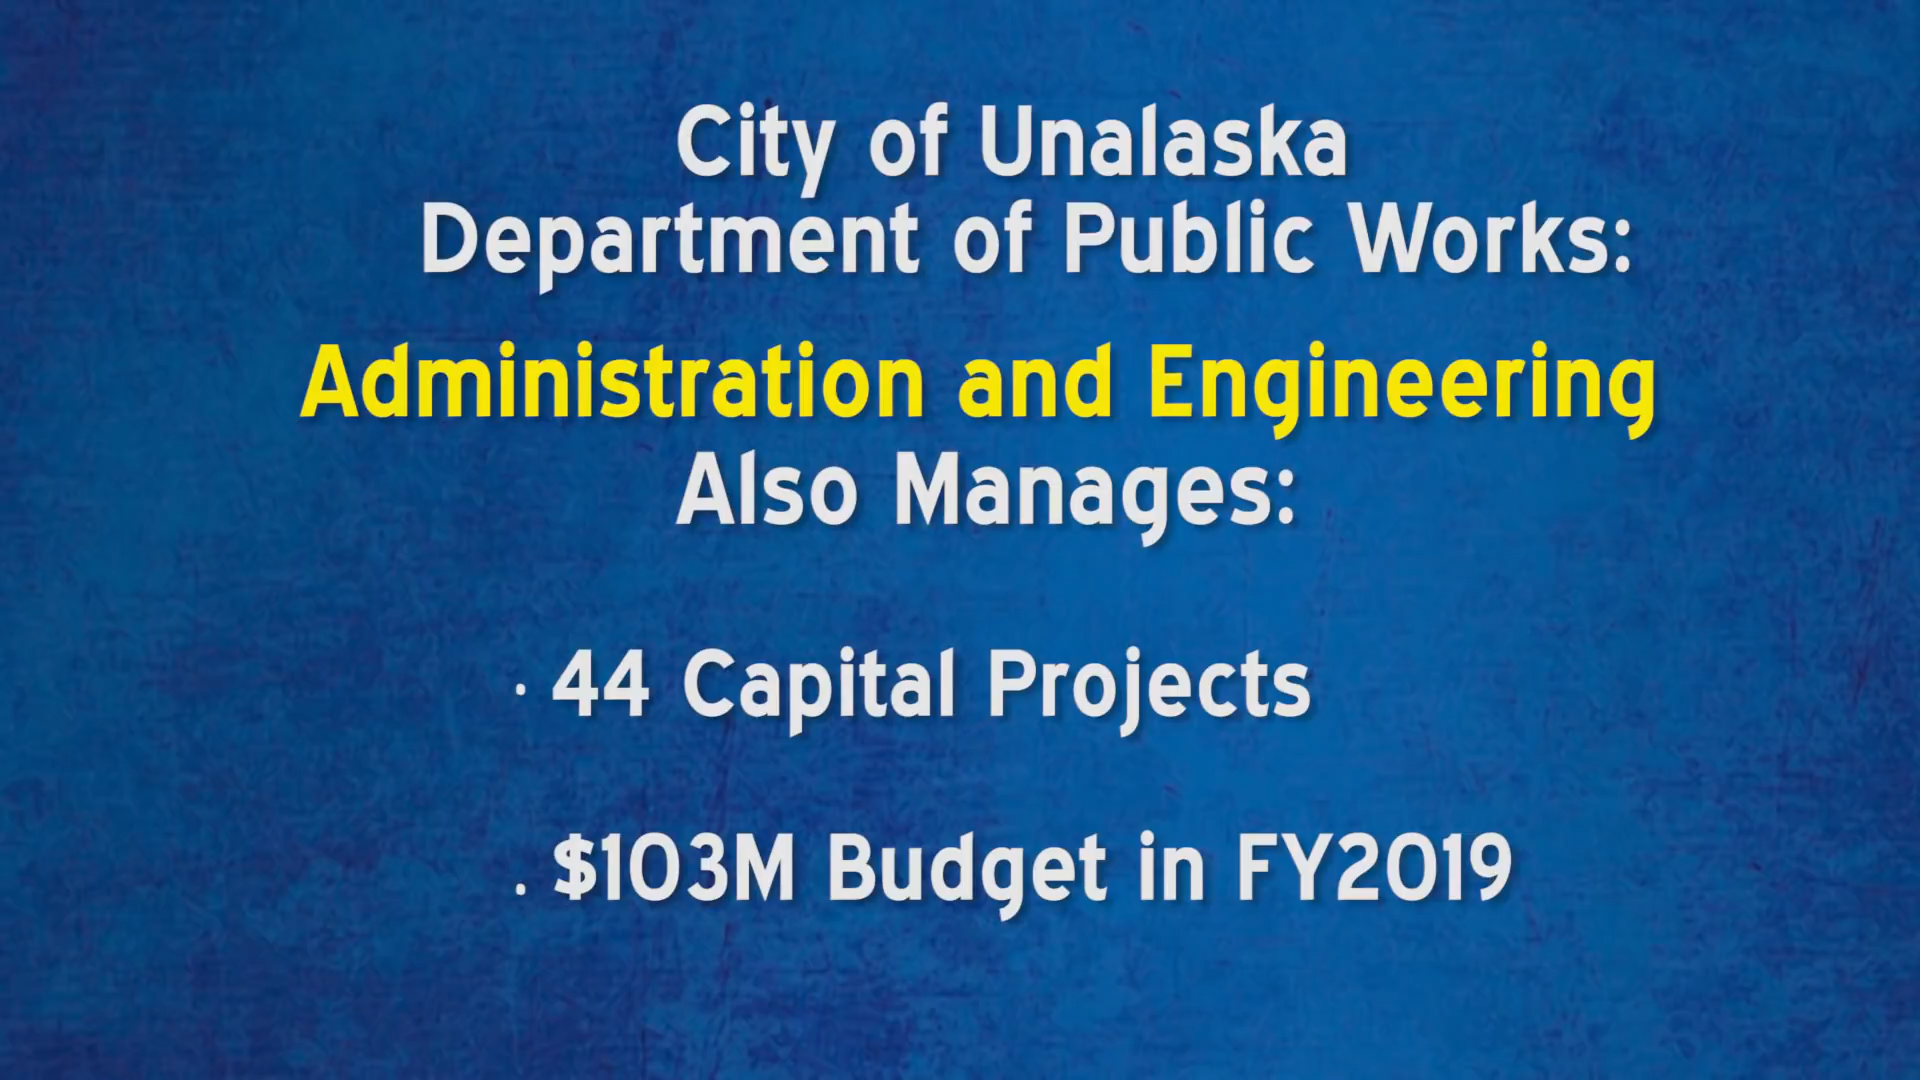 City of Unalaska
Department of Public Works:
Administration and Engineering
Also Manages:
· 44 Capital Projects
. $103M Budget in FY2019